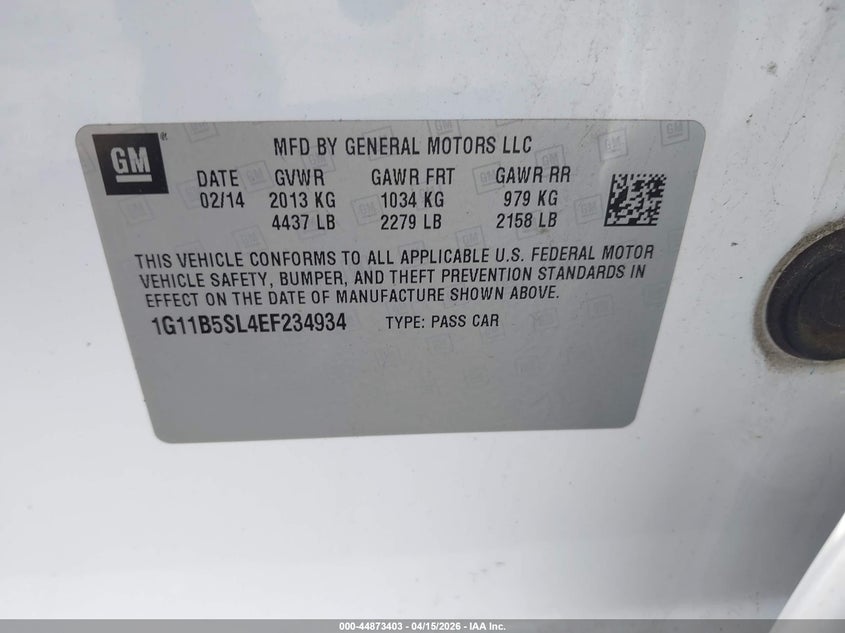 GM
MFD BY GENERAL MOTORS LLC
DATE GVWR GAWR FRT GAWR RR
02/14 2013 KG 1034 KG 979 KG
4437 LB 2279 LB 2158 LB
THIS VEHICLE CONFORMS TO ALL APPLICABLE U.S. FEDERAL MOTOR
VEHICLE SAFETY, BUMPER, AND THEFT PREVENTION STANDARDS IN
EFFECT ON THE DATE OF MANUFACTURE SHOWN ABOVE.
1G11B5SL4EF234934 TYPE: PASS CAR
000-44873403 - 04/15/2026 - IAA Inc.